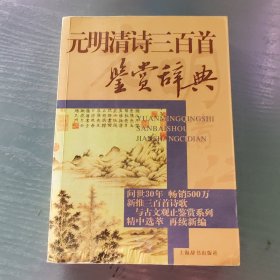 元明清诗三百首
鉴赏辞典
YUANMINGQINGSHI
SANBAISHOU
JIANSHANGCIDIAN
问世30年 畅销500万
新推三百首诗歌
与古文观止鉴赏系列
精中选萃 再续新编
上海辞书出版社